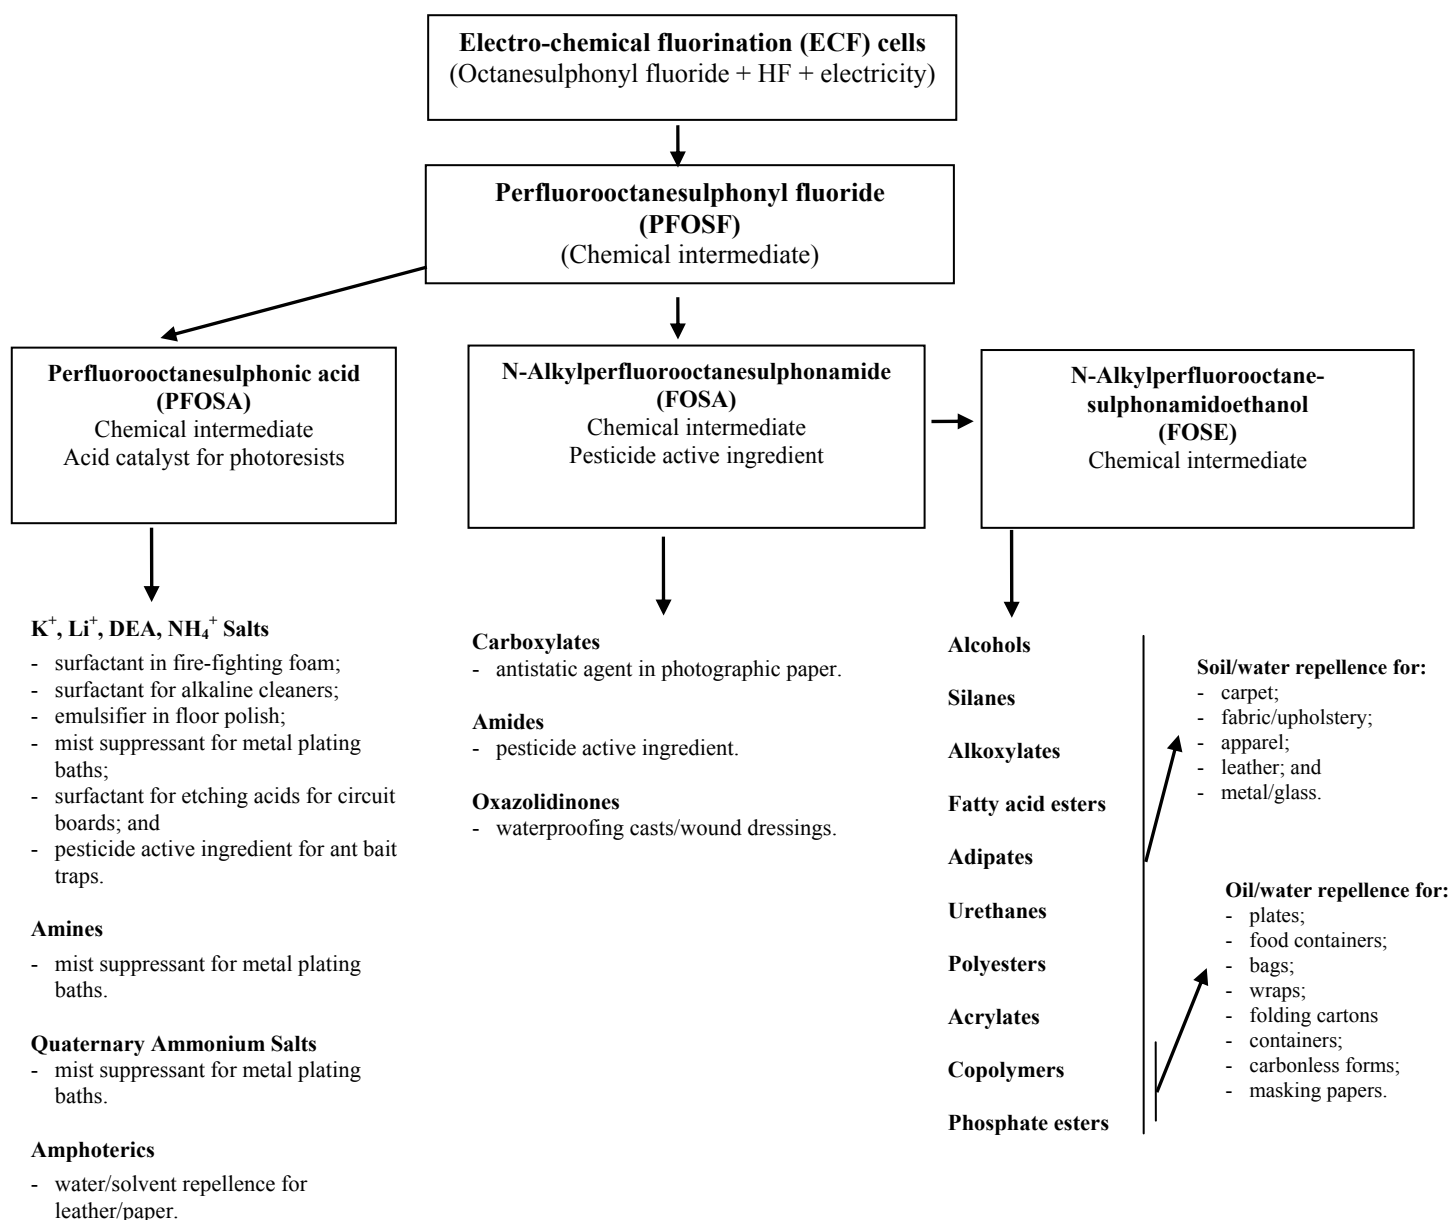 Electro-chemical fluorination (ECF) cells
(Octanesulphonyl fluoride + HF + electricity)
Perfluorooctanesulphonyl fluoride
(PFOSF)
(Chemical intermediate)
Perfluorooctanesulphonic acid
(PFOSA)
Chemical intermediate
Acid catalyst for photoresists
N-Alkylperfluorooctanesulphonamide
(FOSA)
Chemical intermediate
Pesticide active ingredient
N-Alkylperfluorooctane-
sulphonamidoethanol
(FOSE)
Chemical intermediate
K⁺, Li⁺, DEA, NH₄⁺ Salts
- surfactant in fire-fighting foam;
- surfactant for alkaline cleaners;
- emulsifier in floor polish;
- mist suppressant for metal plating
baths;
- surfactant for etching acids for circuit
boards; and
- pesticide active ingredient for ant bait
traps.
Amines
- mist suppressant for metal plating
baths.
Quaternary Ammonium Salts
- mist suppressant for metal plating
baths.
Amphoterics
- water/solvent repellence for
leather/paper.
Carboxylates
- antistatic agent in photographic paper.
Amides
- pesticide active ingredient.
Oxazolidinones
- waterproofing casts/wound dressings.
Alcohols
Silanes
Alkoxylates
Fatty acid esters
Adipates
Urethanes
Polyesters
Acrylates
Copolymers
Phosphate esters
Soil/water repellence for:
- carpet;
- fabric/upholstery;
- apparel;
- leather; and
- metal/glass.
Oil/water repellence for:
- plates;
- food containers;
- bags;
- wraps;
- folding cartons
- containers;
- carbonless forms;
- masking papers.